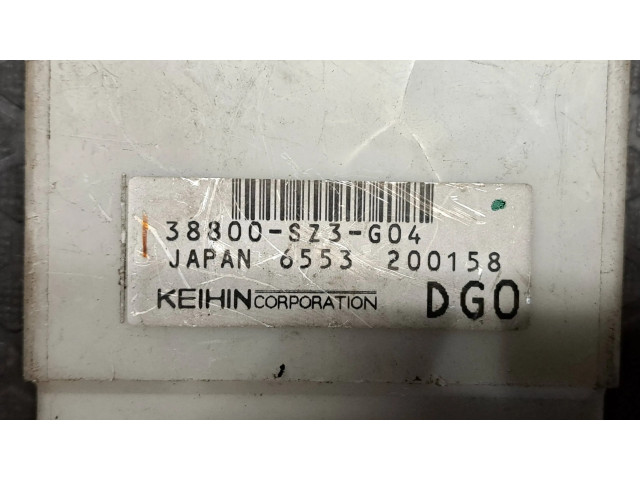 38800-SZ3-G04
JAPAN 6553 200158
KEIHIN CORPORATION DG0